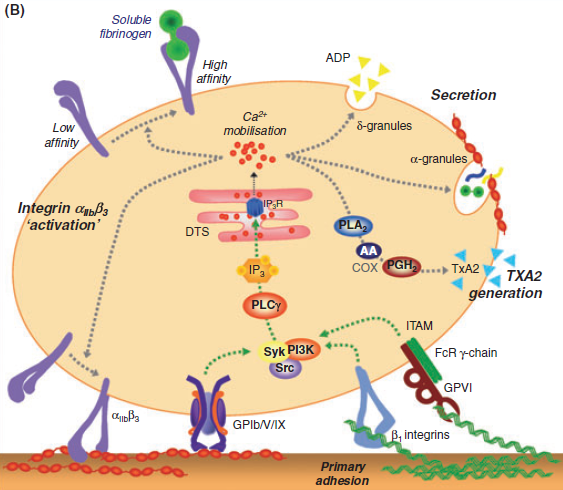 (B)
Soluble
fibrinogen
High
affinity
Low
affinity
ADP
Secretion
Ca²⁺
mobilisation
δ-granules
α-granules
Integrin αIIbβ3
‘activation’
IP3R
DTS
PLA2
AA
COX
PGH2
TxA2
TXA2
generation
IP3
PLCγ
ITAM
Syk
PI3K
Src
FcR γ-chain
GPVI
αIIbβ3
GPIb/V/IX
β1 integrins
Primary
adhesion